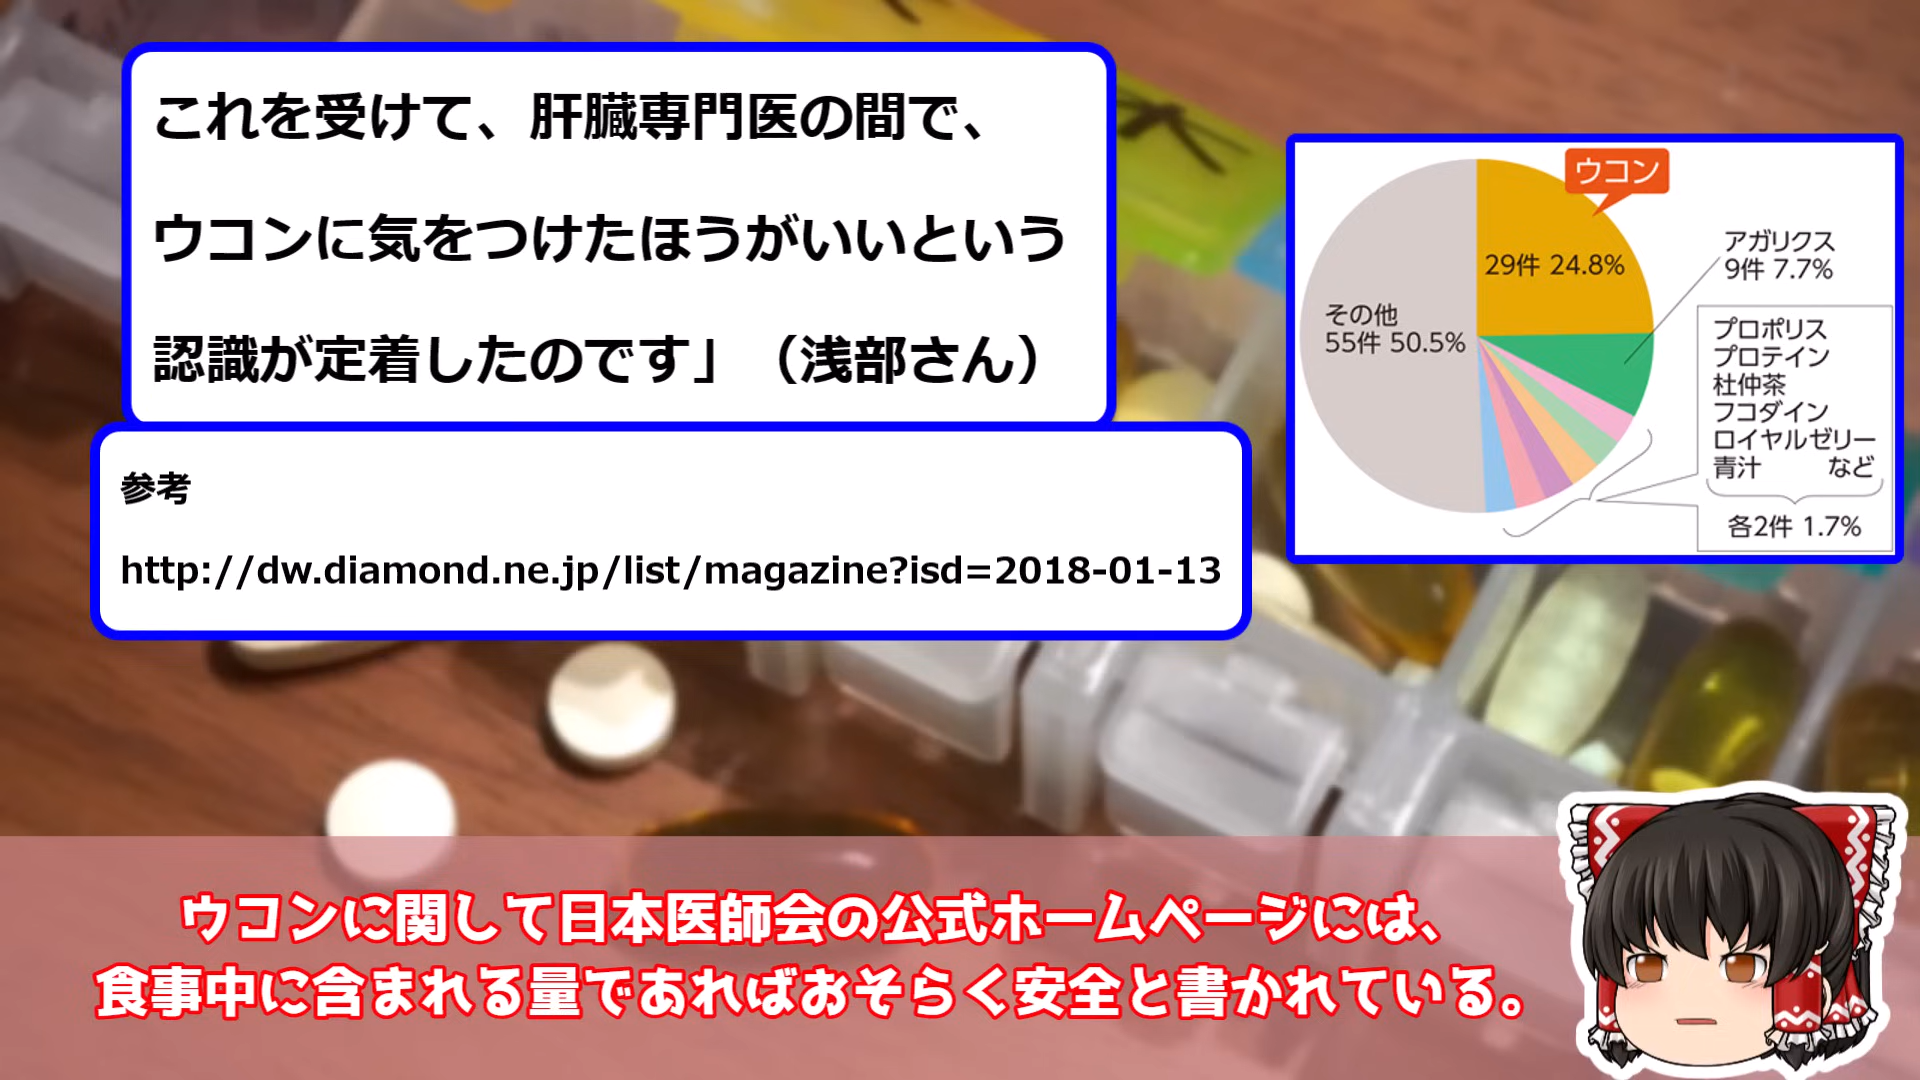 これを受けて、肝臓専門医の間で、
ウコンに気をつけたほうがいいという
認識が定着したのです」（浅部さん）
参考
http://dw.diamond.ne.jp/list/magazine?isd=2018-01-13
ウコン
29件 24.8%
アガリクス
9件 7.7%
その他
55件 50.5%
プロポリス
プロテイン
杜仲茶
フコダイン
ロイヤルゼリー
青汁 など
各2件 1.7%
ウコンに関して日本医師会の公式ホームページには、
食事中に含まれる量であればおそらく安全と書かれている。